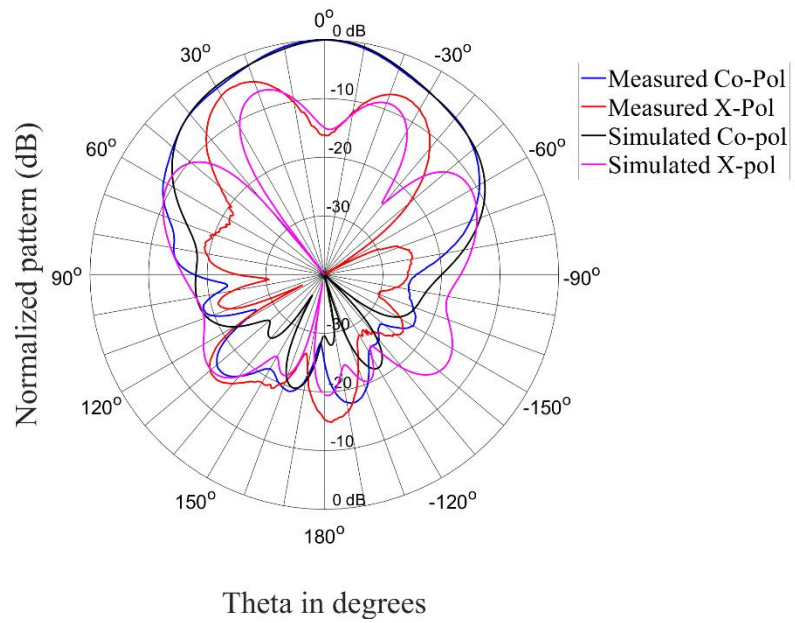 0°
0 dB
30°
-30°
-10
60°
-60°
-20
-30
90°
-90°
-30
120°
-150°
-20
-10
150°
-120°
0 dB
180°
Normalized pattern (dB)
Theta in degrees
Measured Co-Pol
Measured X-Pol
Simulated Co-pol
Simulated X-pol